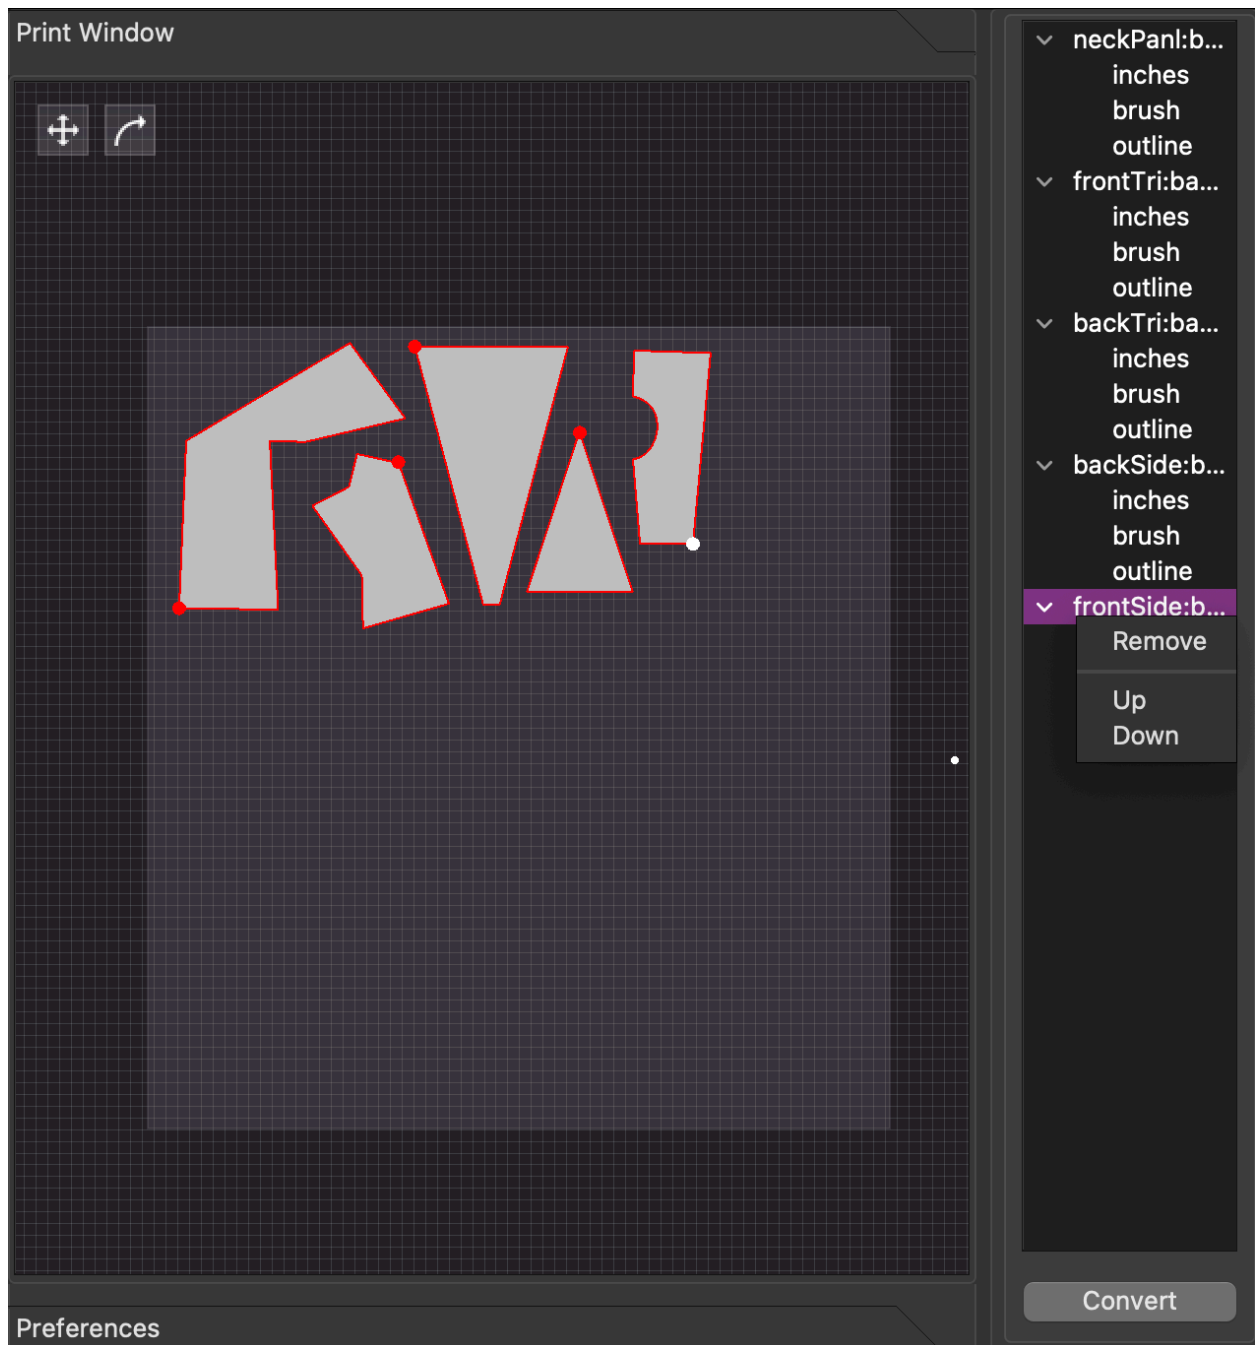 Print Window
neckPanl:b...
inches
brush
outline
frontTri:ba...
inches
brush
outline
backTri:ba...
inches
brush
outline
backSide:b...
inches
brush
outline
frontSide:b...
Remove
Up
Down
Convert
Preferences